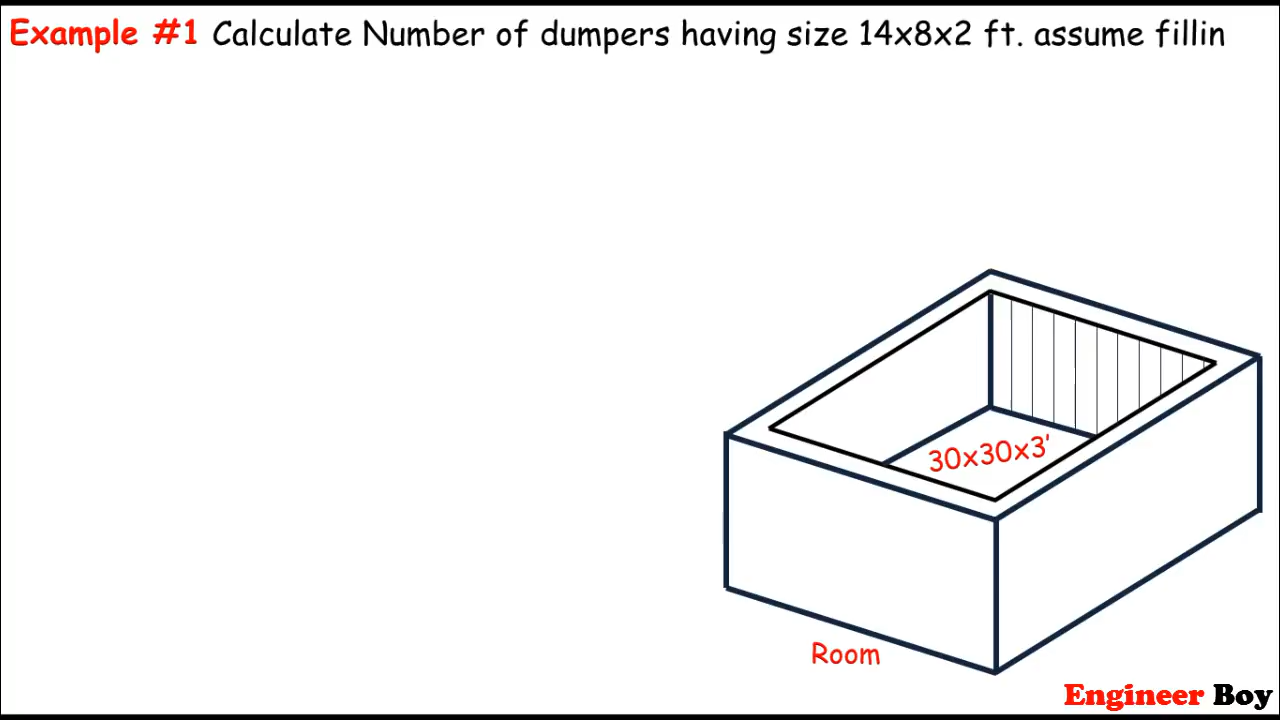 Example #1 Calculate Number of dumpers having size 14x8x2 ft. assume fillin
30x30x3'
Room
Engineer Boy